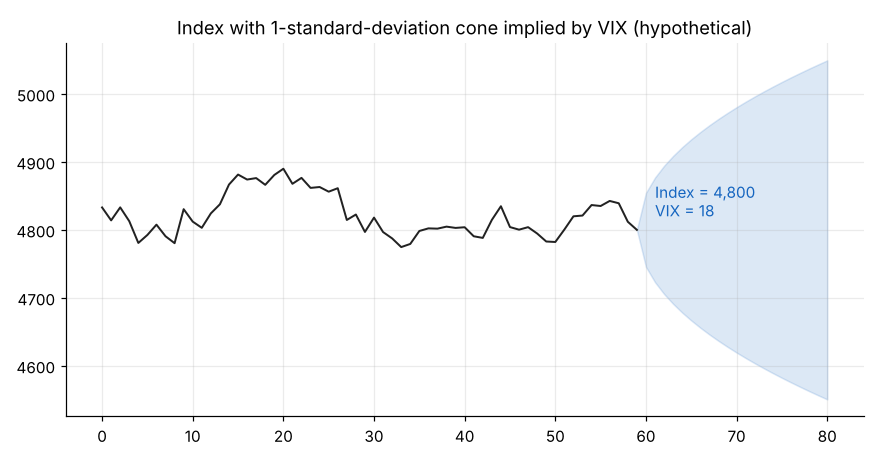 Index with 1-standard-deviation cone implied by VIX (hypothetical)
5000
4900
4800
4700
4600
Index = 4,800
VIX = 18
0 10 20 30 40 50 60 70 80